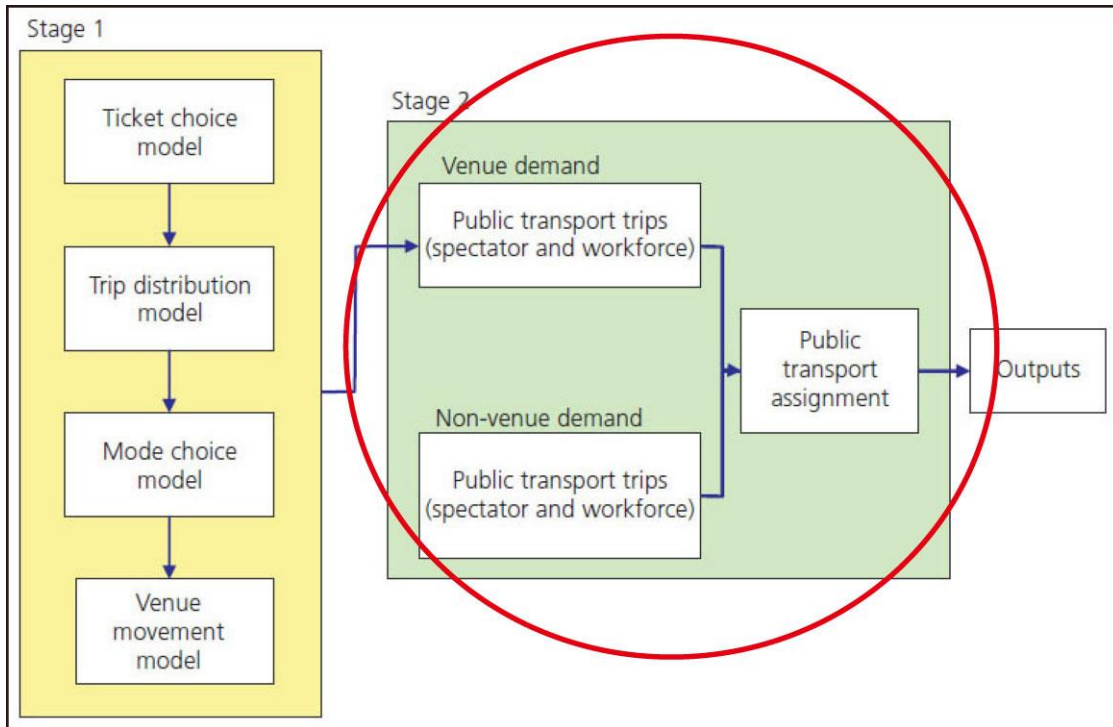 Stage 1
Ticket choice
model
Trip distribution
model
Mode choice
model
Venue
movement
model
Stage 2
Venue demand
Public transport trips
(spectator and workforce)
Non-venue demand
Public transport trips
(spectator and workforce)
Public
transport
assignment
Outputs